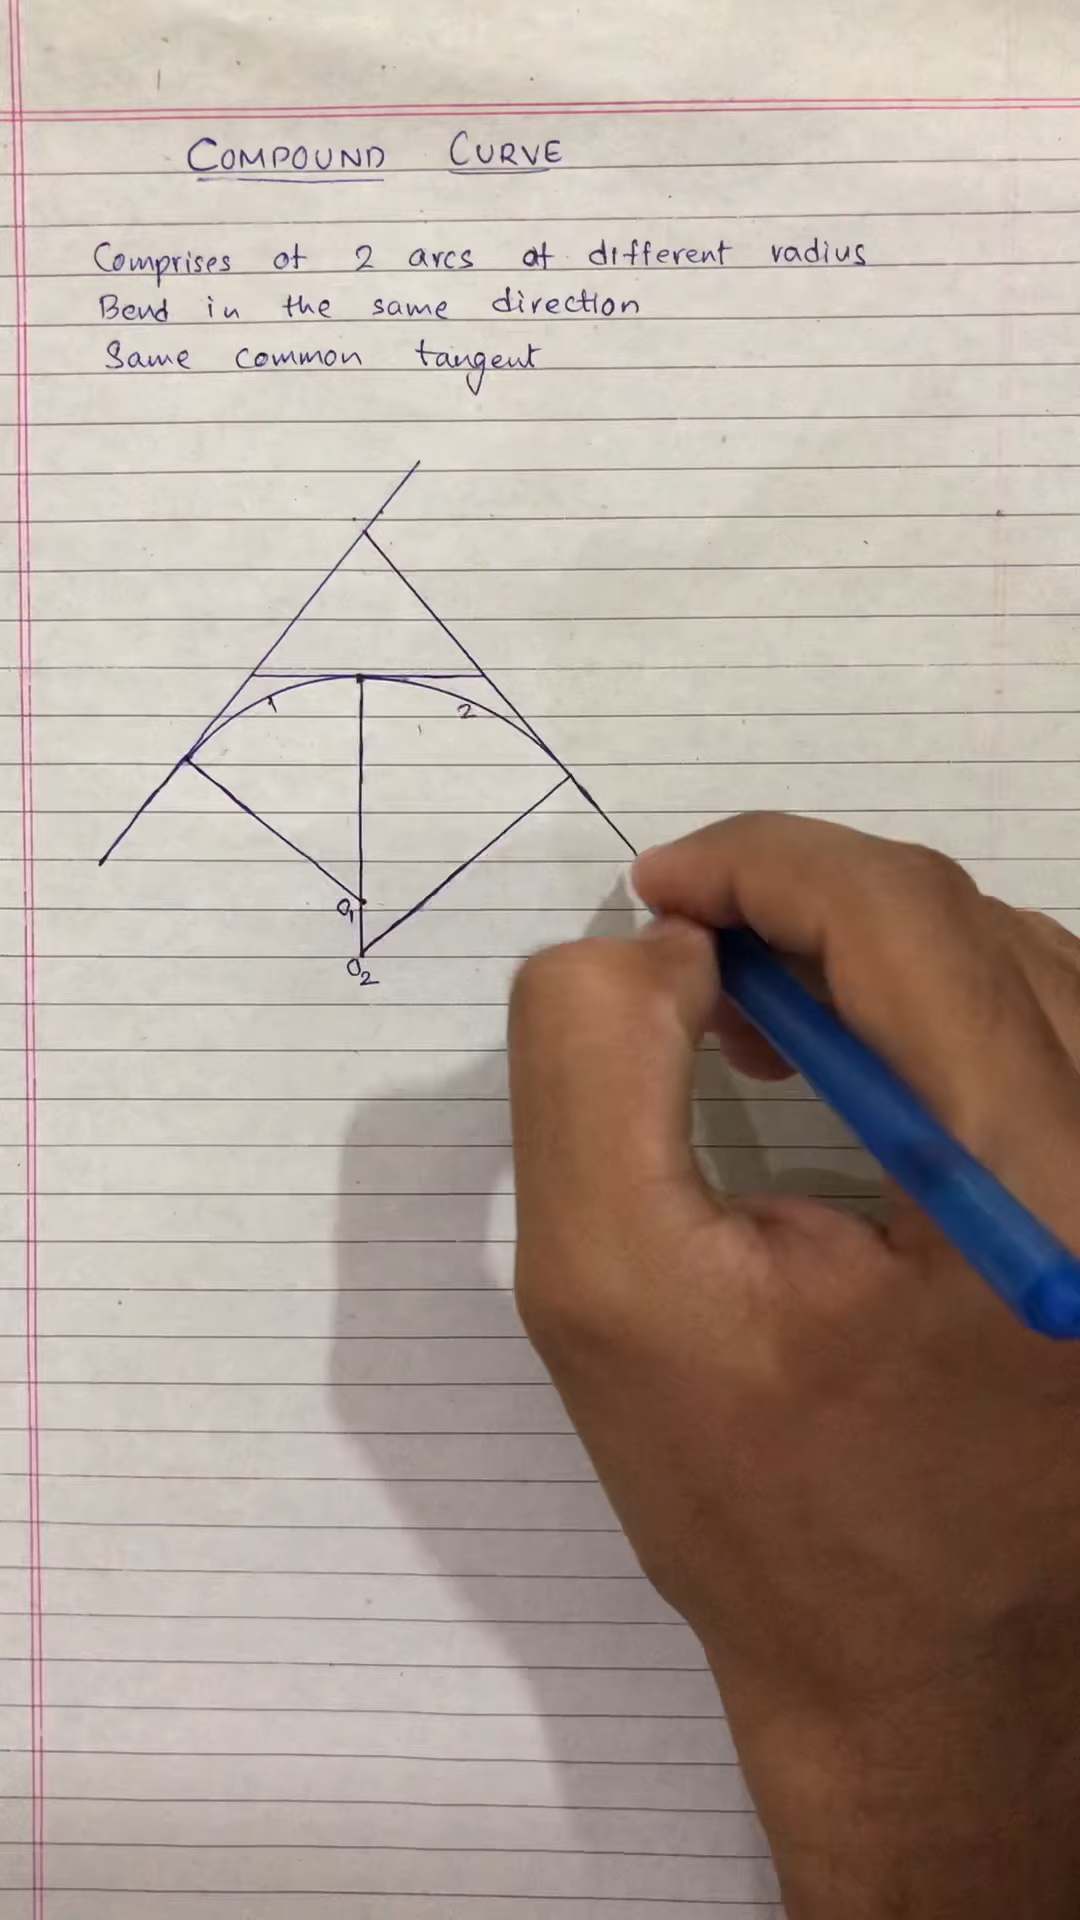 COMPOUND CURVE
Comprises of 2 arcs of different radius
Bend in the same direction
Same common tangent
1
2
O1
O2